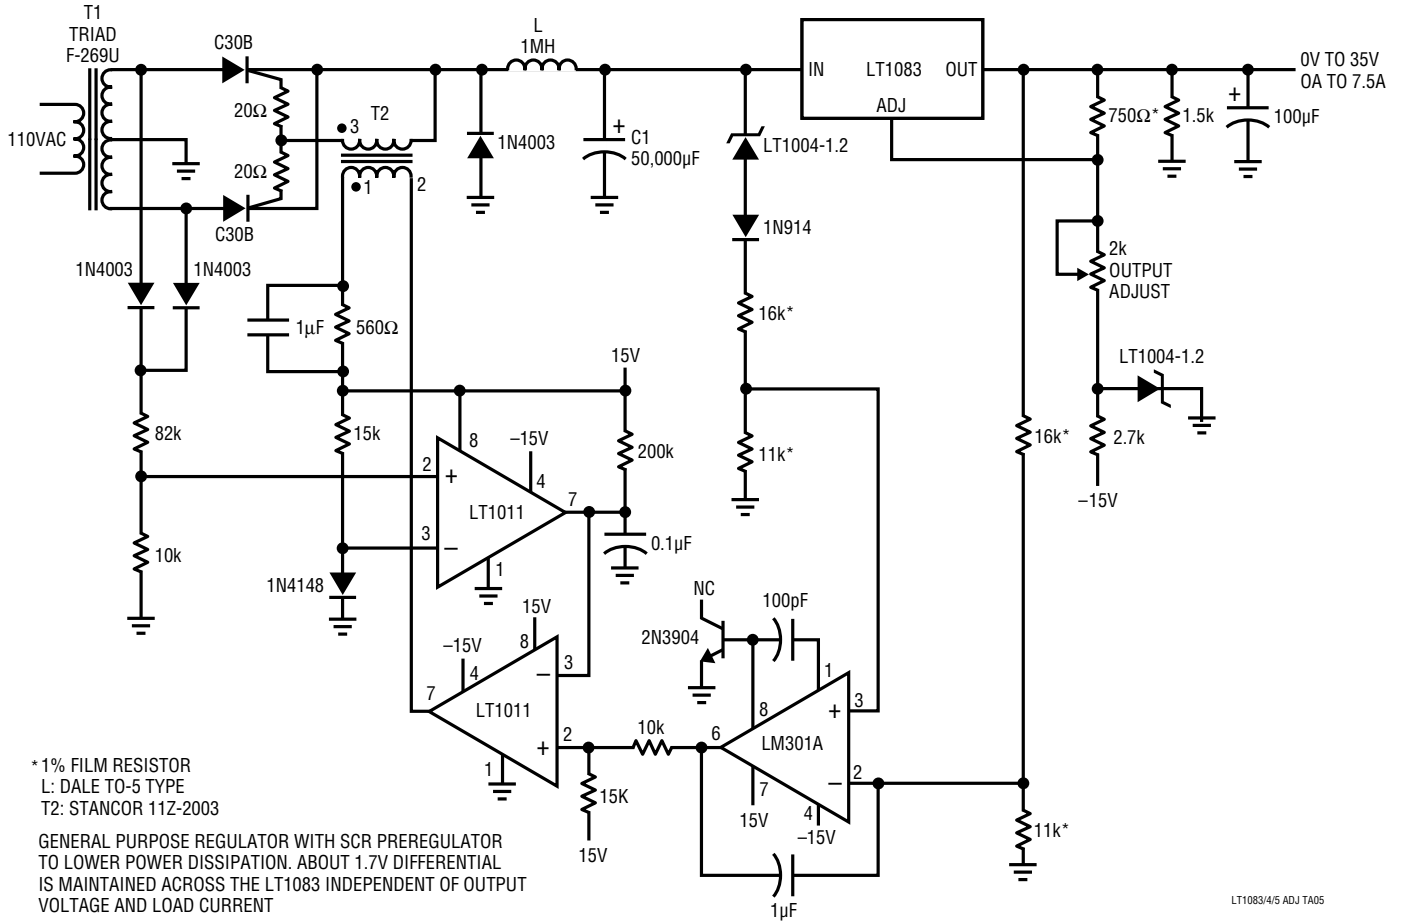 T1
TRIAD
F-269U
110VAC
C30B
20Ω
20Ω
C30B
T2
3
1
2
L
1MH
1N4003
+
C1
50,000µF
IN
LT1083
OUT
ADJ
0V TO 35V
OA TO 7.5A
750Ω*
1.5k
+
100µF
LT1004-1.2
1N914
16k*
11k*
2k
OUTPUT
ADJUST
LT1004-1.2
16k*
2.7k
–15V
1N4003
1N4003
82k
10k
1µF
560Ω
15k
1N4148
15V
200k
0.1µF
2
+
3
–
8
–15V
4
7
LT1011
1
15V
8
–15V
4
7
LT1011
1
–
3
+
2
10k
15K
15V
NC
2N3904
100pF
1
8
6
LM301A
+
3
–
2
7
15V
4
–15V
1µF
11k*
* 1% FILM RESISTOR
L: DALE TO-5 TYPE
T2: STANCOR 11Z-2003
GENERAL PURPOSE REGULATOR WITH SCR PREREGULATOR
TO LOWER POWER DISSIPATION. ABOUT 1.7V DIFFERENTIAL
IS MAINTAINED ACROSS THE LT1083 INDEPENDENT OF OUTPUT
VOLTAGE AND LOAD CURRENT
LT1083/4/5 ADJ TA05